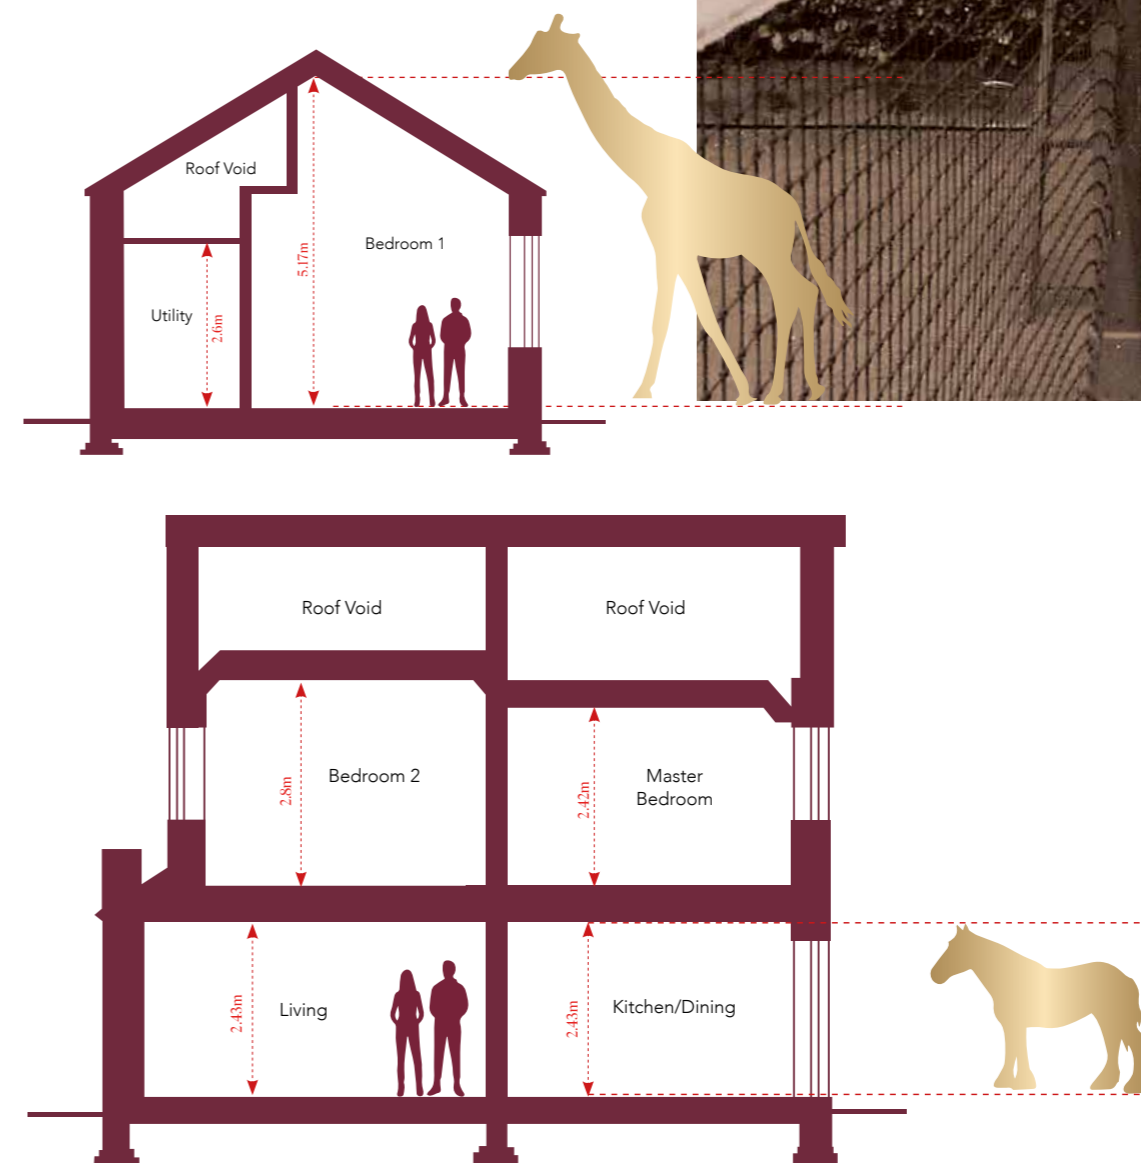 Roof Void
Bedroom 1
5.17m
Utility
2.6m
Roof Void
Roof Void
Bedroom 2
2.8m
Master
Bedroom
2.42m
Living
2.43m
Kitchen/Dining
2.43m